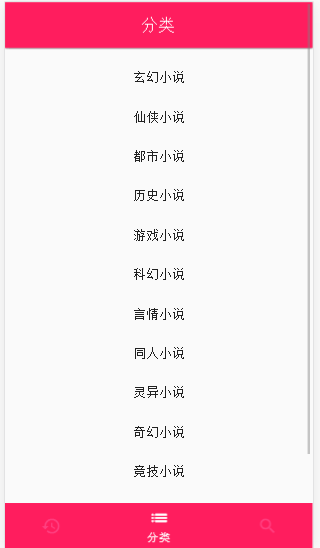 分类
玄幻小说
仙侠小说
都市小说
历史小说
游戏小说
科幻小说
言情小说
同人小说
灵异小说
奇幻小说
竞技小说
分类